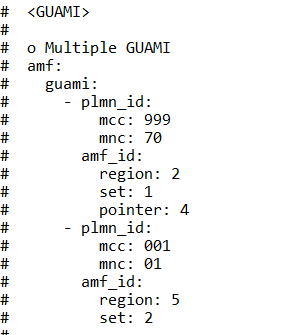 #  <GUAMI>
#
#  o Multiple GUAMI
#  amf:
#    guami:
#      - plmn_id:
#          mcc: 999
#          mnc: 70
#        amf_id:
#          region: 2
#          set: 1
#          pointer: 4
#      - plmn_id:
#          mcc: 001
#          mnc: 01
#        amf_id:
#          region: 5
#          set: 2
#